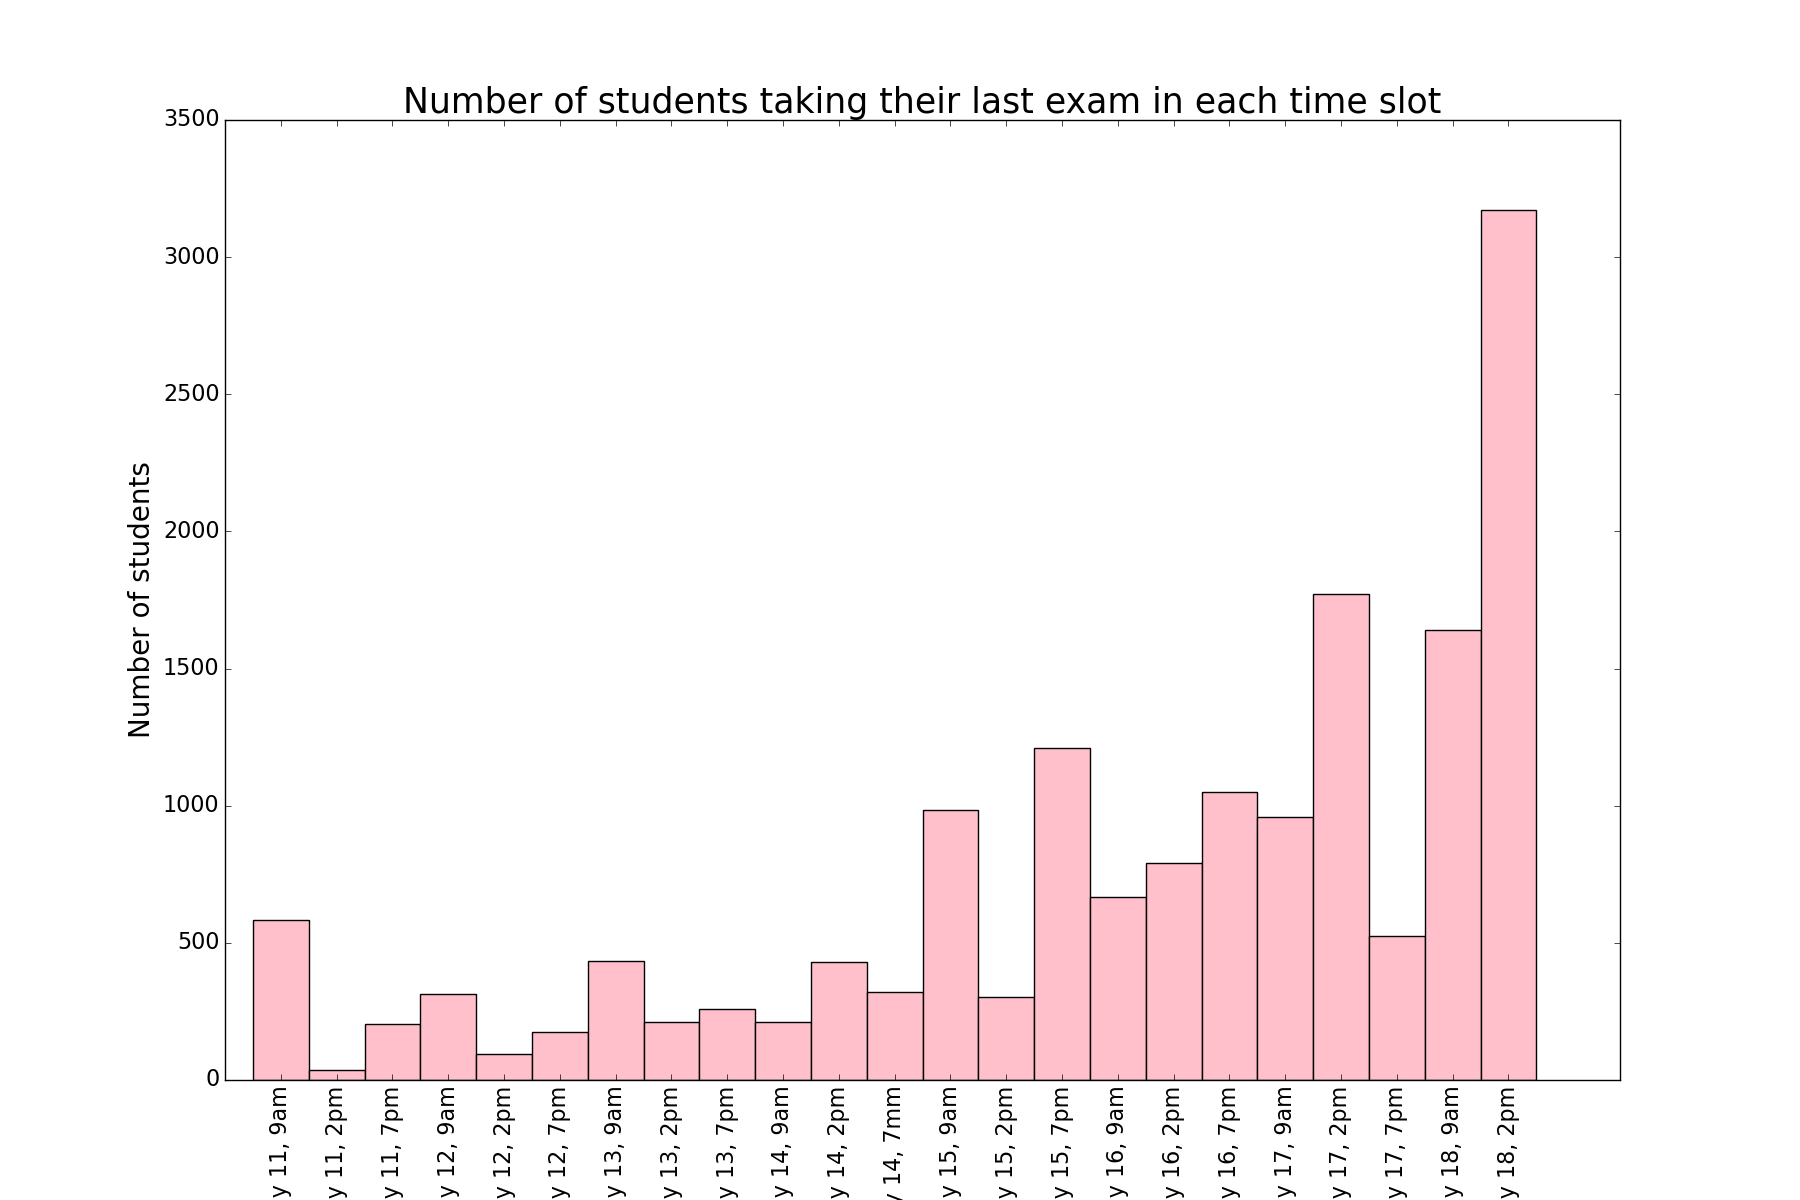 Number of students taking their last exam in each time slot
Number of students
3500
3000
2500
2000
1500
1000
500
0
y 11, 9am
y 11, 2pm
y 11, 7pm
y 12, 9am
y 12, 2pm
y 12, 7pm
y 13, 9am
y 13, 2pm
y 13, 7pm
y 14, 9am
y 14, 2pm
y 14, 7mm
y 15, 9am
y 15, 2pm
y 15, 7pm
y 16, 9am
y 16, 2pm
y 16, 7pm
y 17, 9am
y 17, 2pm
y 17, 7pm
y 18, 9am
y 18, 2pm